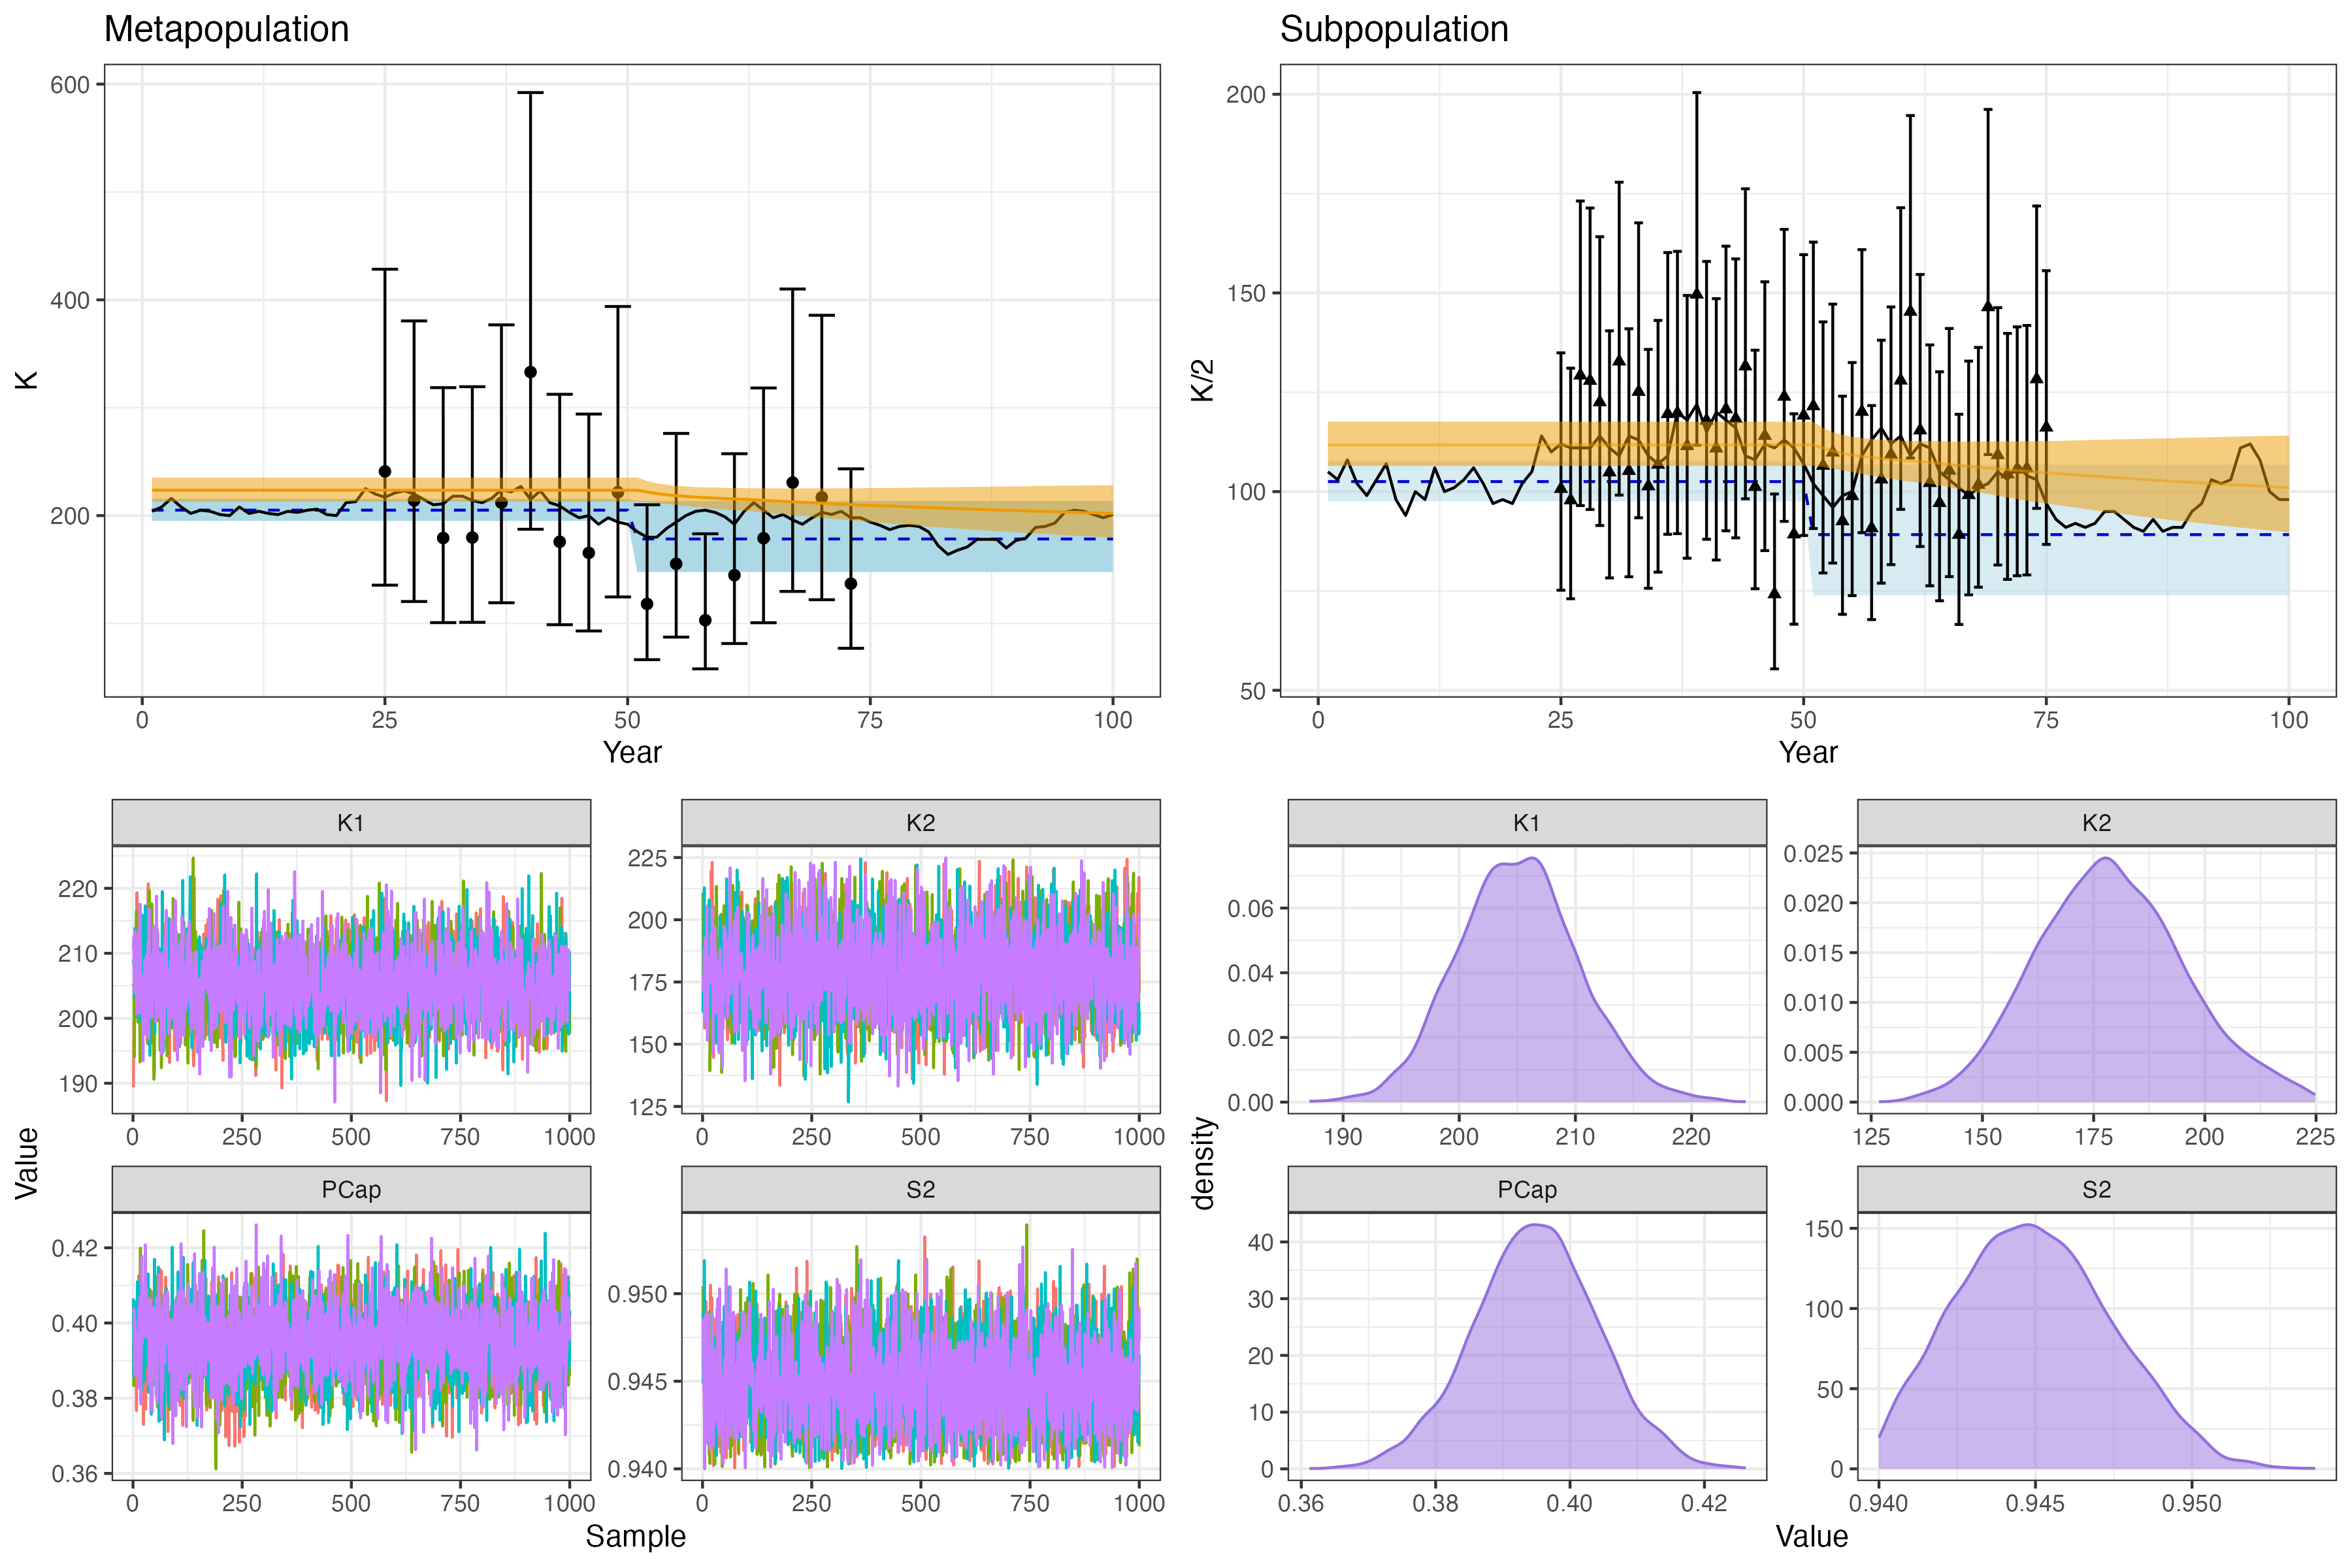 Metapopulation
600
400
200
K
0 25 50 75 100
Year
Subpopulation
200
150
100
50
K/2
0 25 50 75 100
Year
K1
220
210
200
190
0 250 500 750 1000
K2
225
200
175
150
125
0 250 500 750 1000
PCap
0.42
0.40
0.38
0.36
0 250 500 750 1000
S2
0.950
0.945
0.940
0 250 500 750 1000
Value
Sample
K1
0.06
0.04
0.02
0.00
190 200 210 220
K2
0.025
0.020
0.015
0.010
0.005
0.000
125 150 175 200 225
PCap
40
30
20
10
0
0.36 0.38 0.40 0.42
S2
150
100
50
0
0.940 0.945 0.950
density
Value